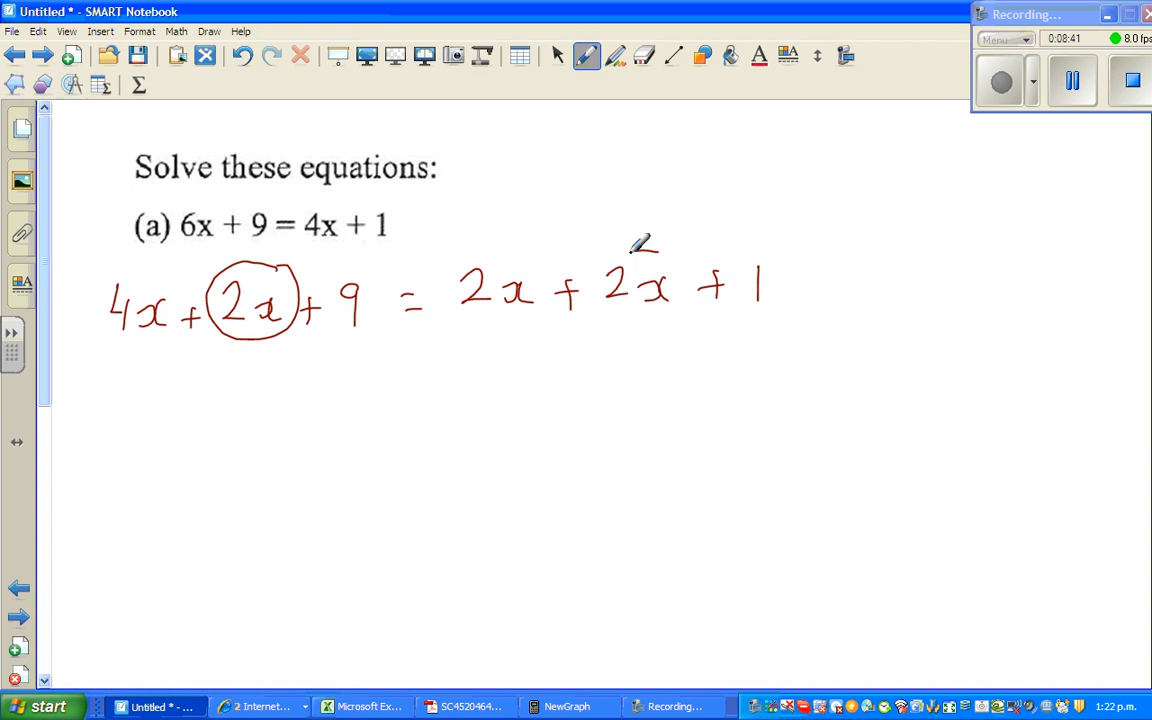 Untitled * - SMART Notebook
Recording...
File Edit View Insert Format Math Draw Help
Menu
0:08:41
8.0 fps
Solve these equations:
(a) 6x + 9 = 4x + 1
4x + 2x + 9 = 2x + 2x + 1
start
Untitled * - ...
2 Internet...
Microsoft Ex...
SC4520464...
NewGraph
Recording...
1:22 p.m.